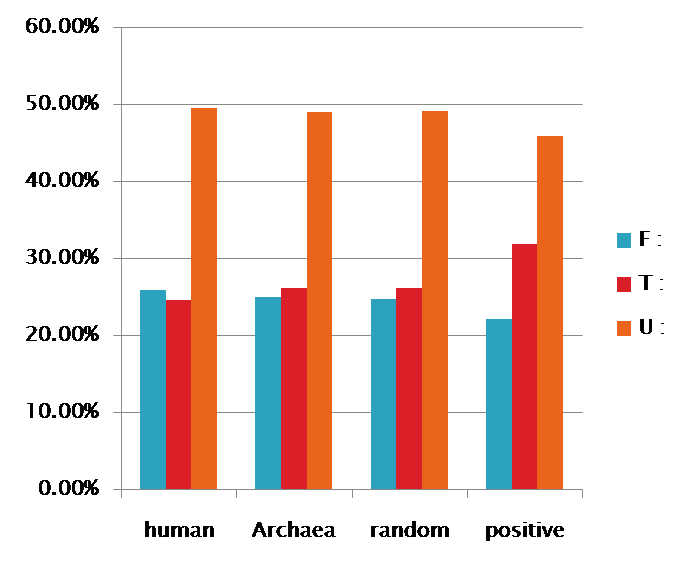 60.00%
50.00%
40.00%
30.00%
20.00%
10.00%
0.00%
human Archaea random positive
F :
T :
U :